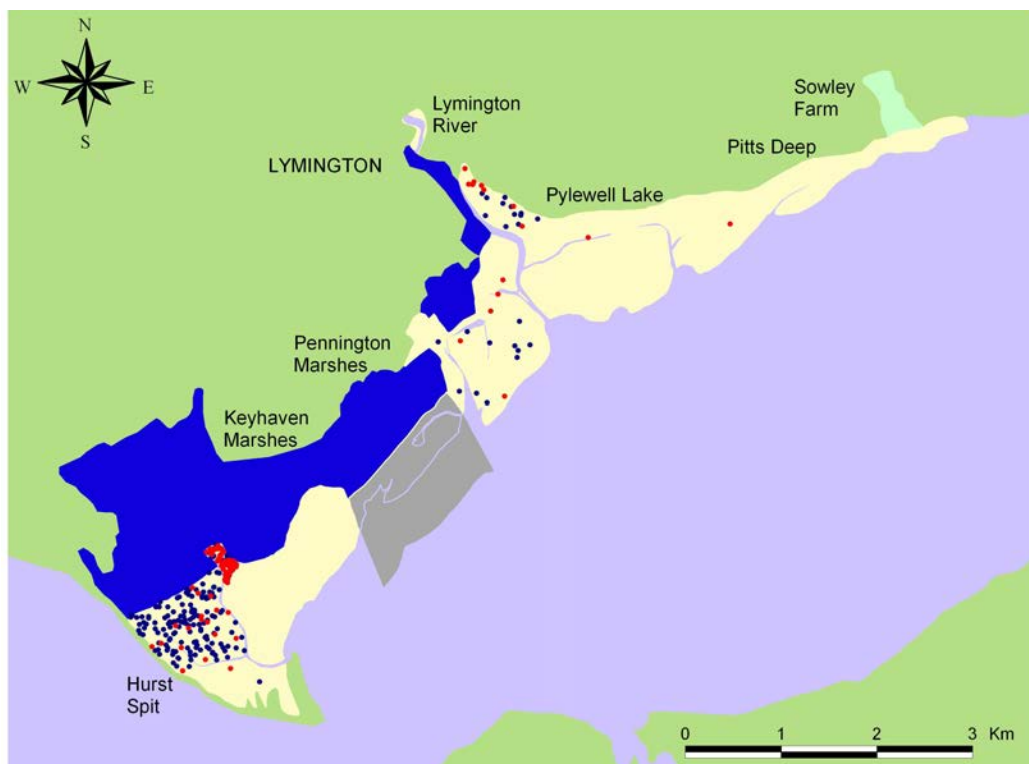 N
W E
S
Lymington
River
LYMINGTON
Sowley
Farm
Pitts Deep
Pylewell Lake
Pennington
Marshes
Keyhaven
Marshes
Hurst
Spit
0 1 2 3 Km